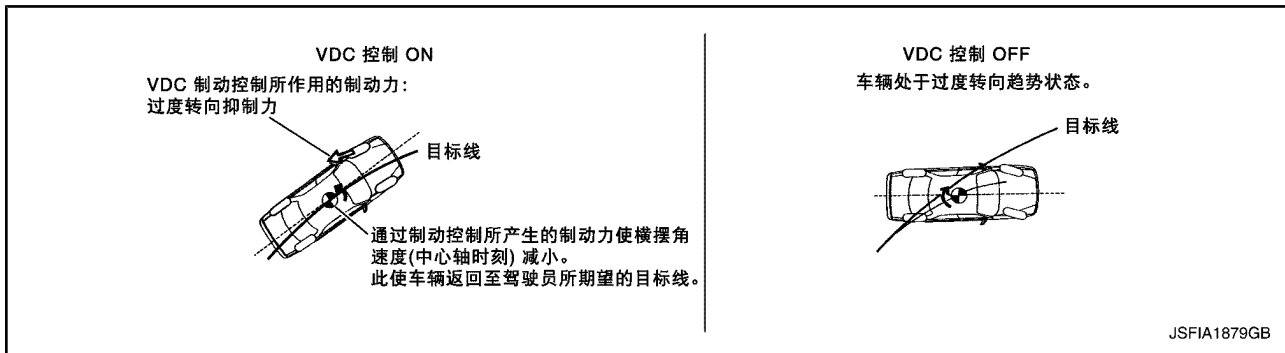 VDC 控制 ON
VDC 制动控制所作用的制动力：
过度转向抑制力
目标线
通过制动控制所产生的制动力使横摆角
速度(中心轴时刻) 减小。
此使车辆返回至驾驶员所期望的目标线。
VDC 控制 OFF
车辆处于过度转向趋势状态。
目标线
JSFIA1879GB